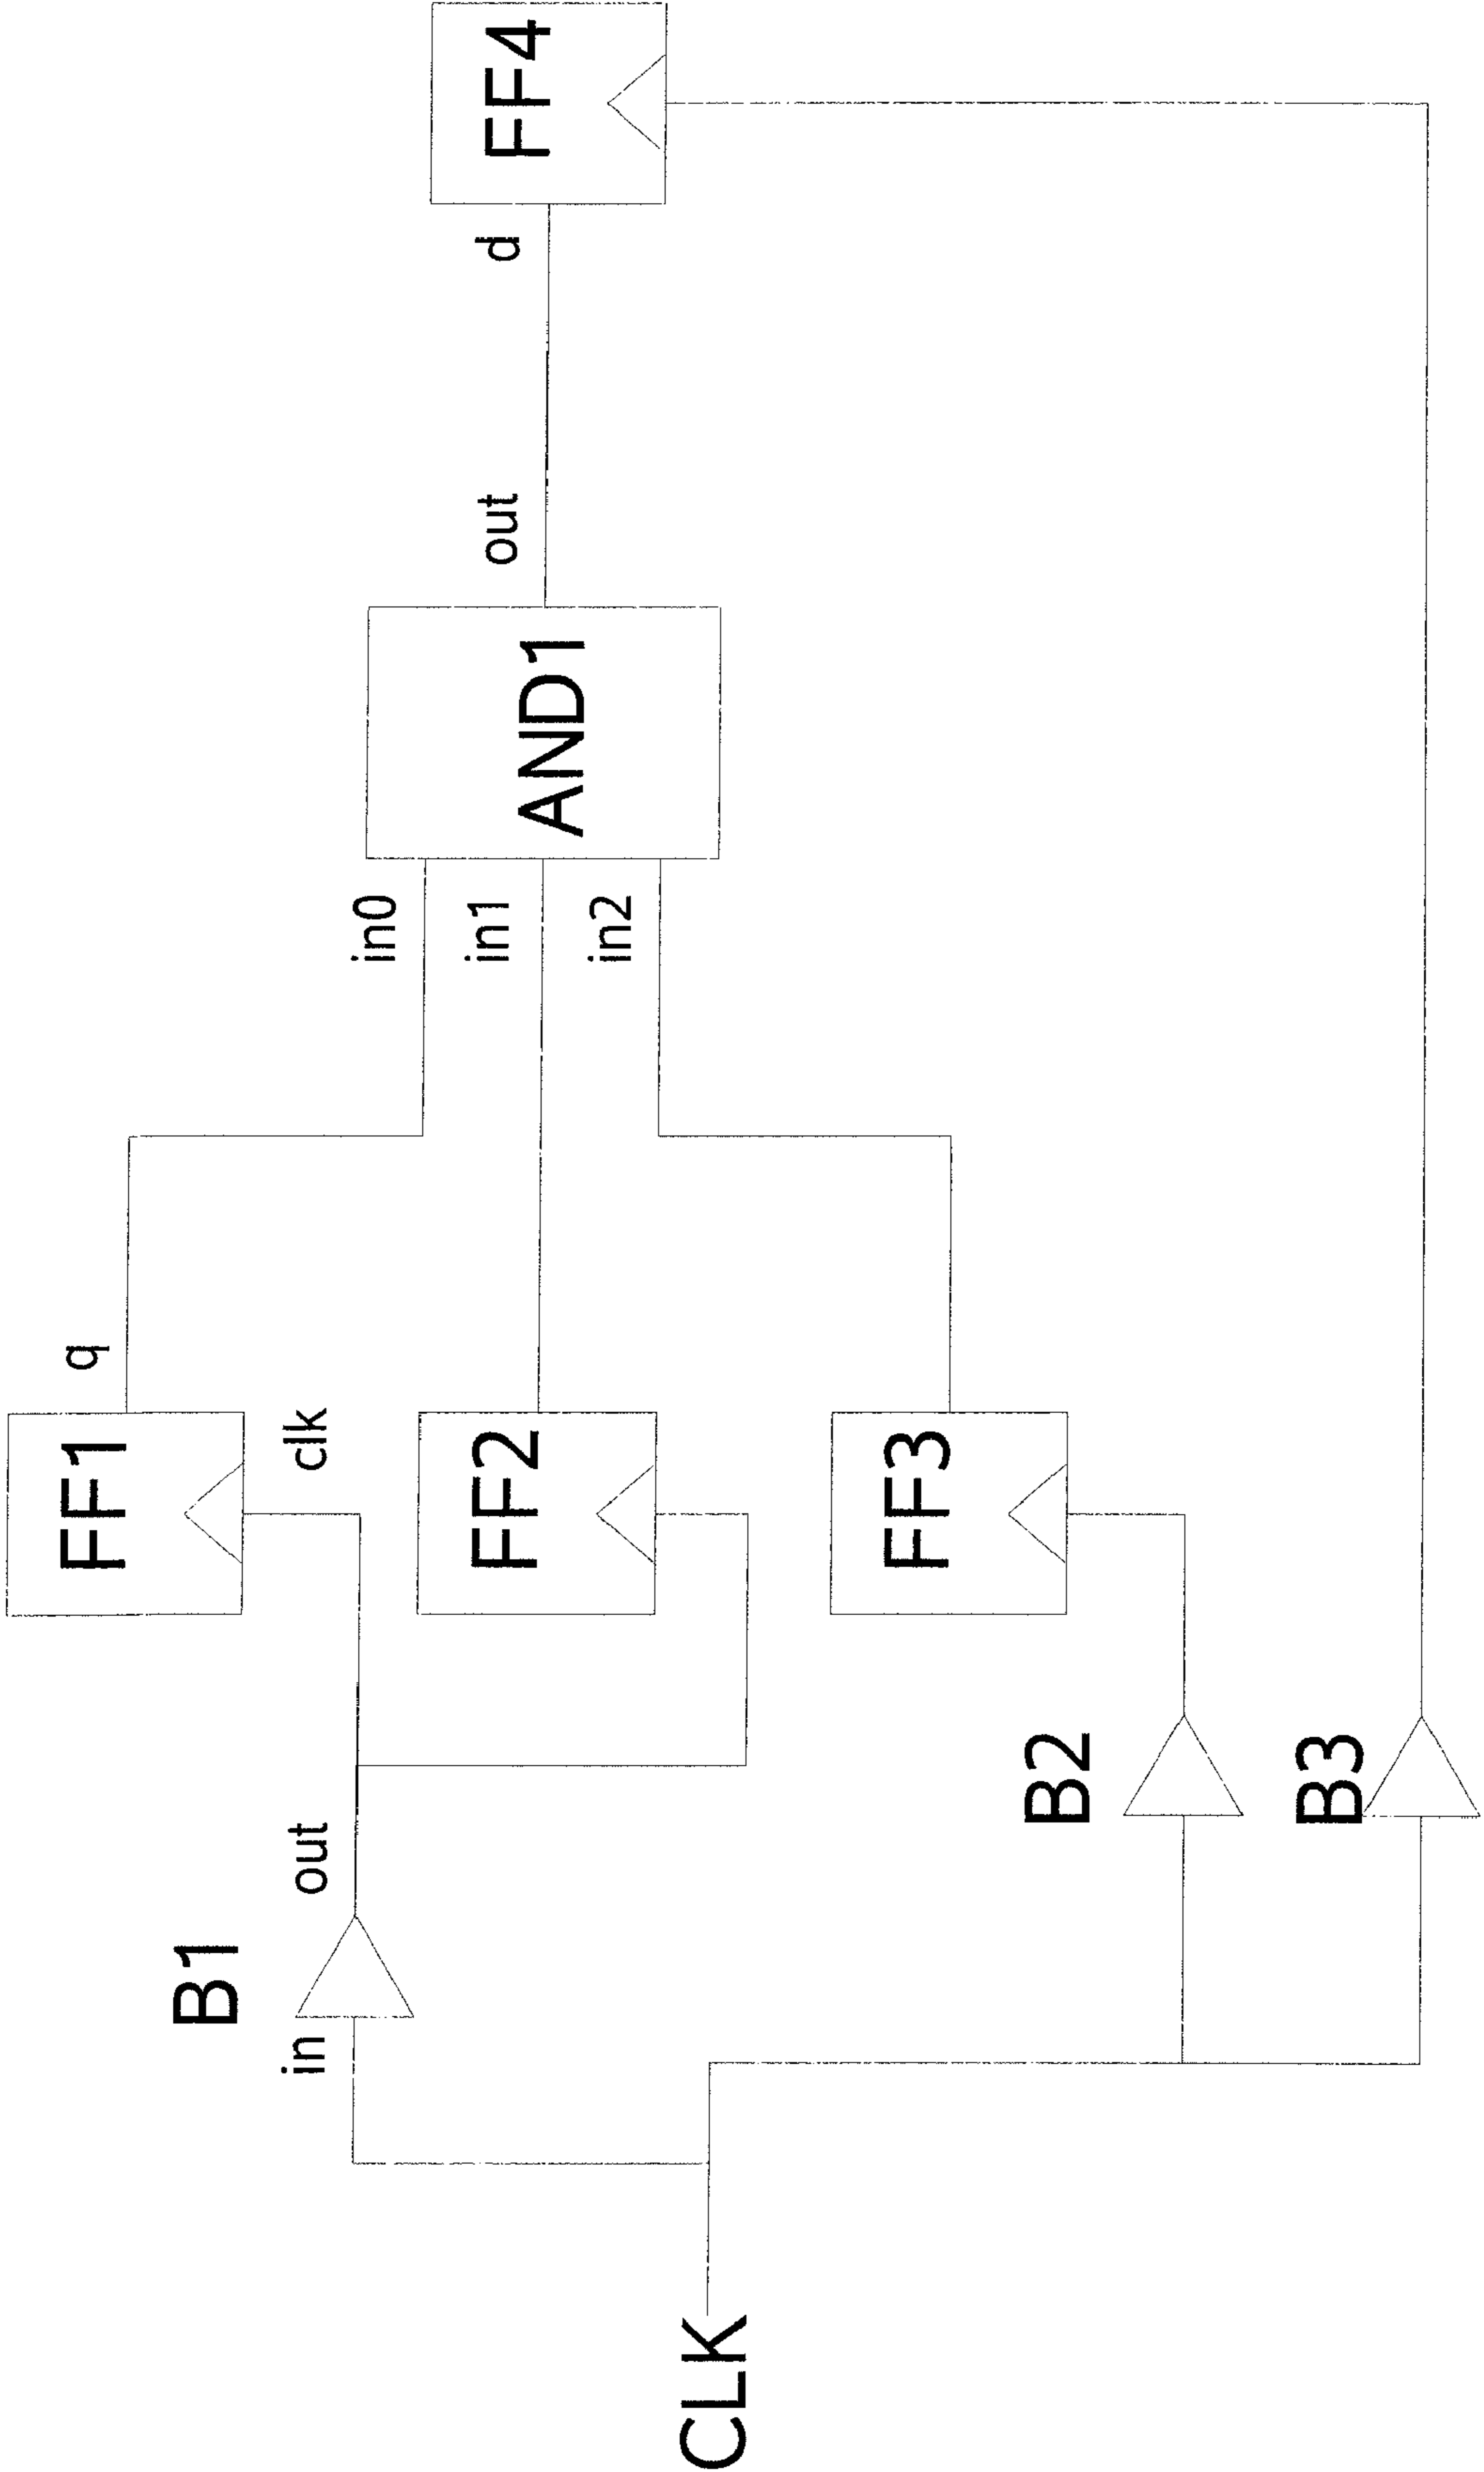 CLK
B1
in
out
B2
B3
FF1
q
clk
FF2
FF3
in0
in1
in2
AND1
out
d
FF4